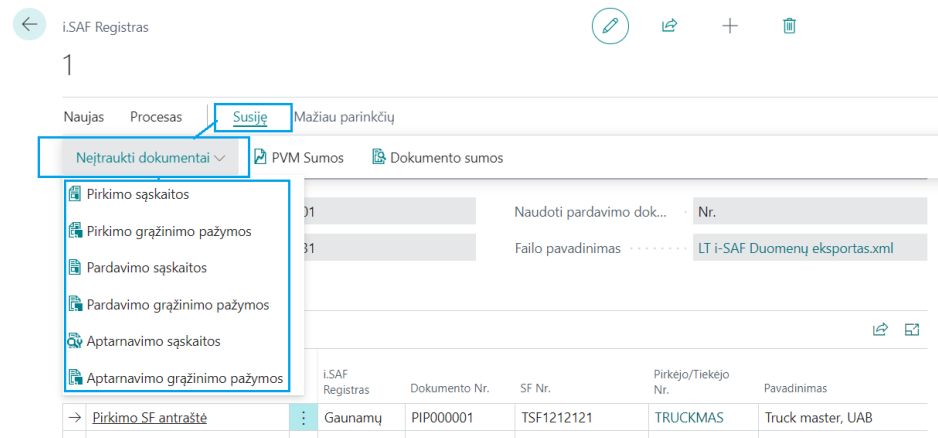 i.SAF Registras
1
Naujas Procesas Susiję Mažiau parinkčių
Neįtraukti dokumentai PVM Sumos Dokumento sumos
Pirkimo sąskaitos
01 Naudoti pardavimo dok... Nr.
Pirkimo grąžinimo pažymos
31 Failo pavadinimas LT i-SAF Duomenų eksportas.xml
Pardavimo sąskaitos
Pardavimo grąžinimo pažymos
Aptarnavimo sąskaitos
Aptarnavimo grąžinimo pažymos
i.SAF Registras Dokumento Nr. SF Nr. Pirkėjo/Tiekėjo Nr. Pavadinimas
Pirkimo SF antraštė Gaunamų PIP000001 TSF1212121 TRUCKMAS Truck master, UAB